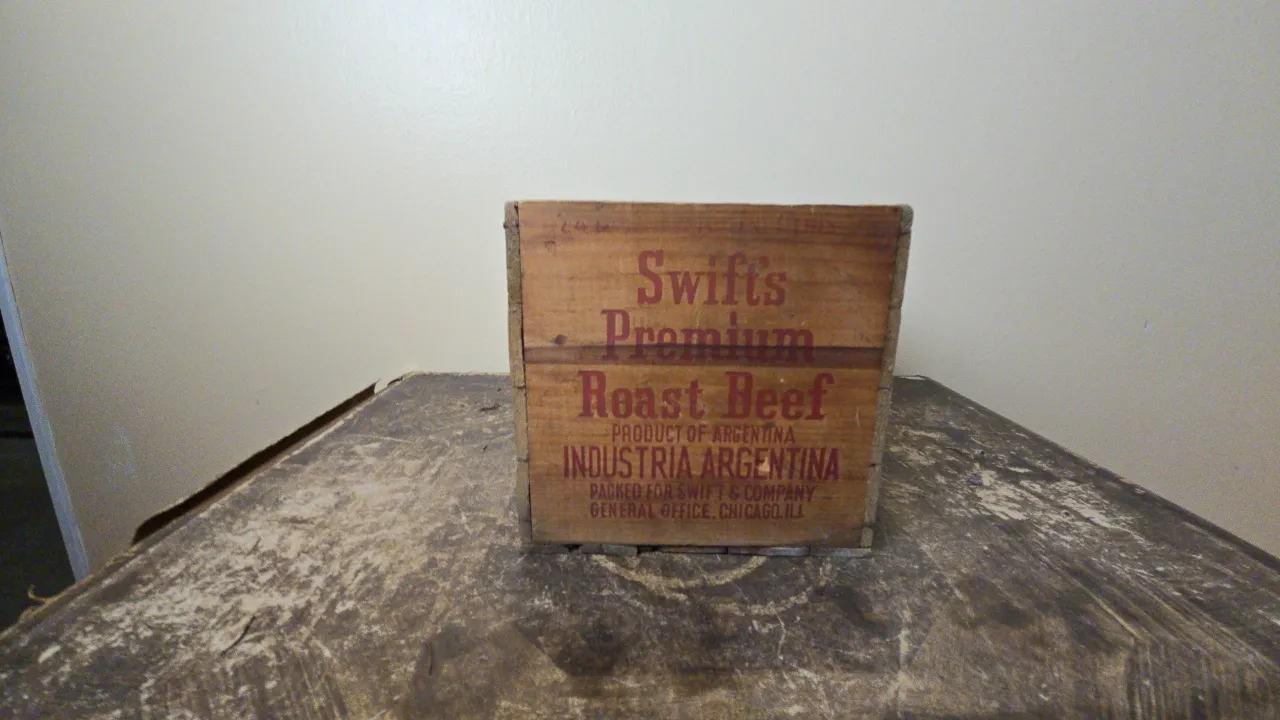 Swift's
Premium
Roast Beef
PRODUCT OF ARGENTINA
INDUSTRIA ARGENTINA
PACKED FOR SWIFT & COMPANY
GENERAL OFFICE, CHICAGO, ILL